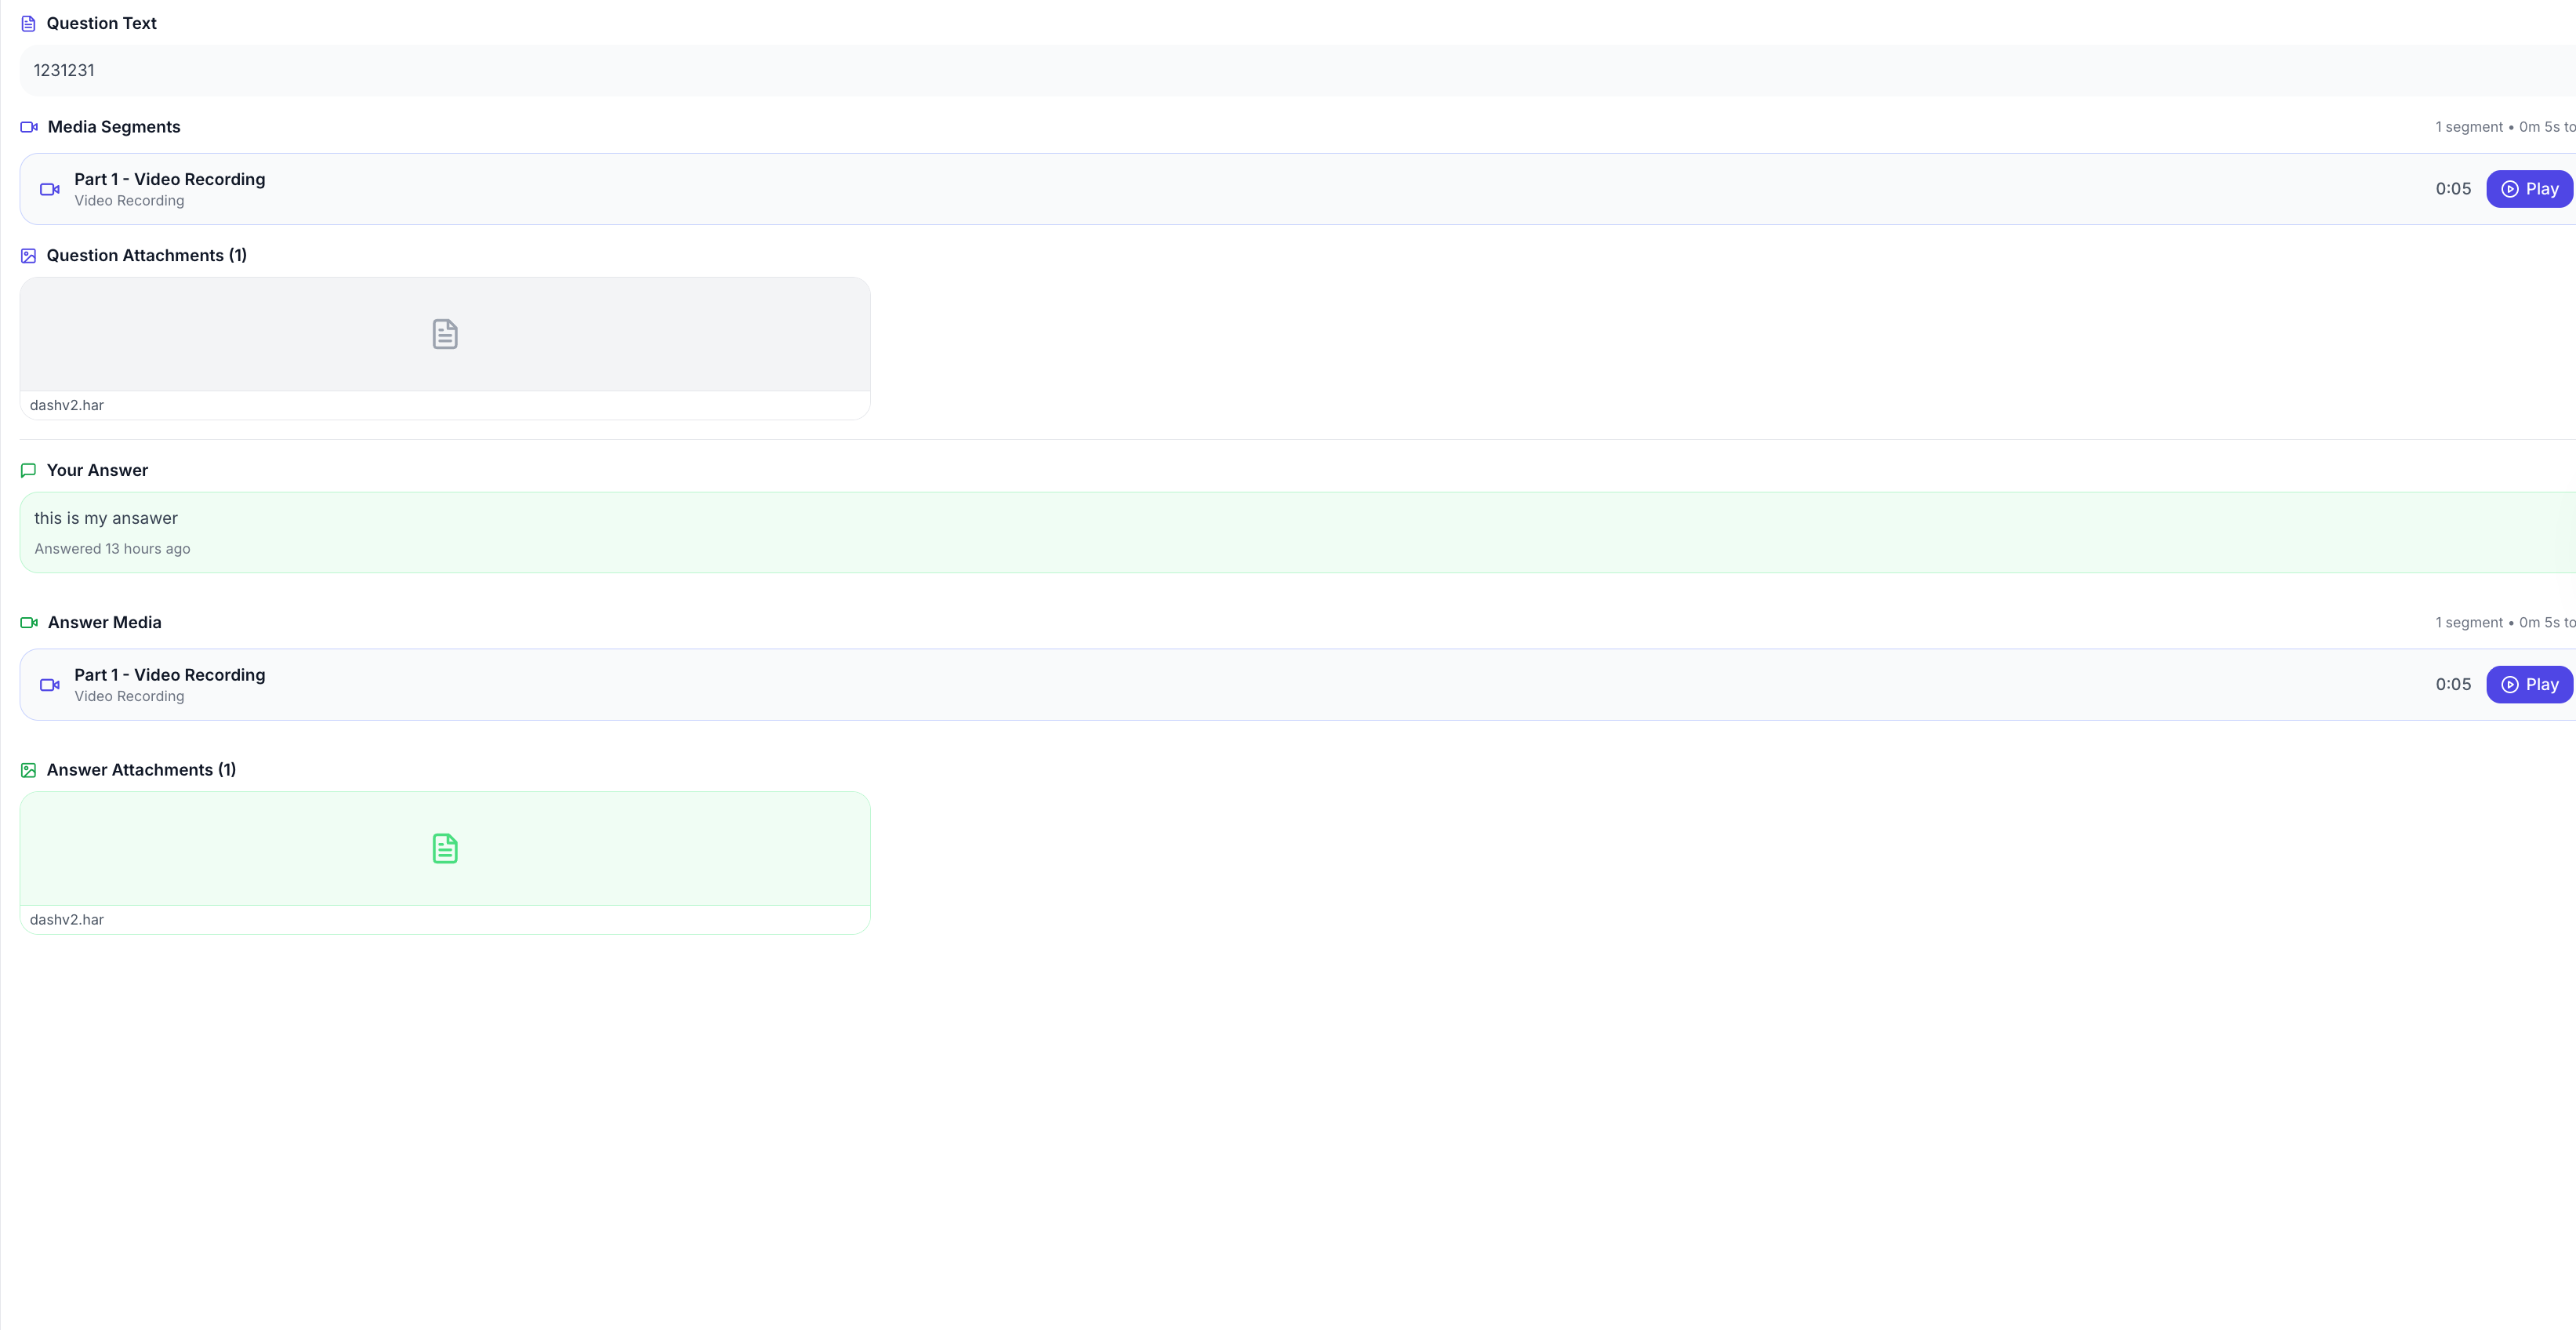 Question Text
1231231
Media Segments
1 segment • 0m 5s to
Part 1 - Video Recording
Video Recording
0:05
Play
Question Attachments (1)
dashv2.har
Your Answer
this is my ansawer
Answered 13 hours ago
Answer Media
1 segment • 0m 5s to
Part 1 - Video Recording
Video Recording
0:05
Play
Answer Attachments (1)
dashv2.har